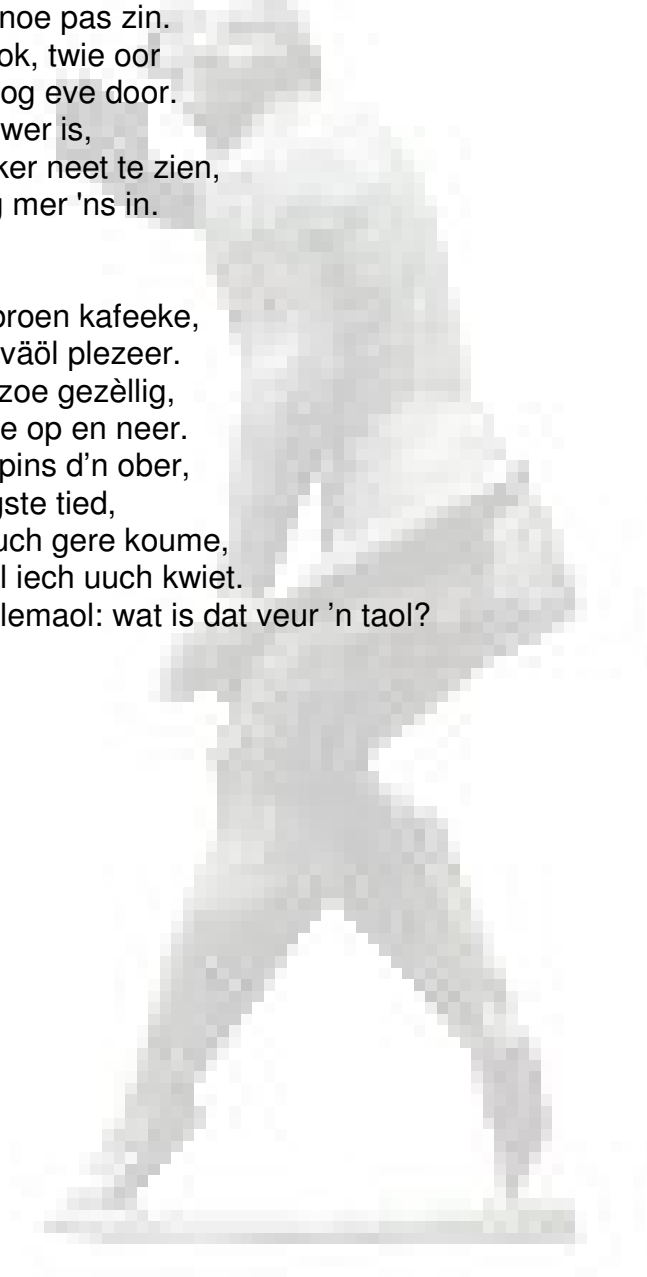 noe pas zin.
ok, twie oor
og eve door.
wer is,
ker neet te zien,
g mer 'ns in.
broen kafeeke,
väöl plezeer.
zoe gezèllig,
e op en neer.
pins d’n ober,
gste tied,
uch gere koume,
l iech uuch kwiet.
lemaol: wat is dat veur ’n taol?